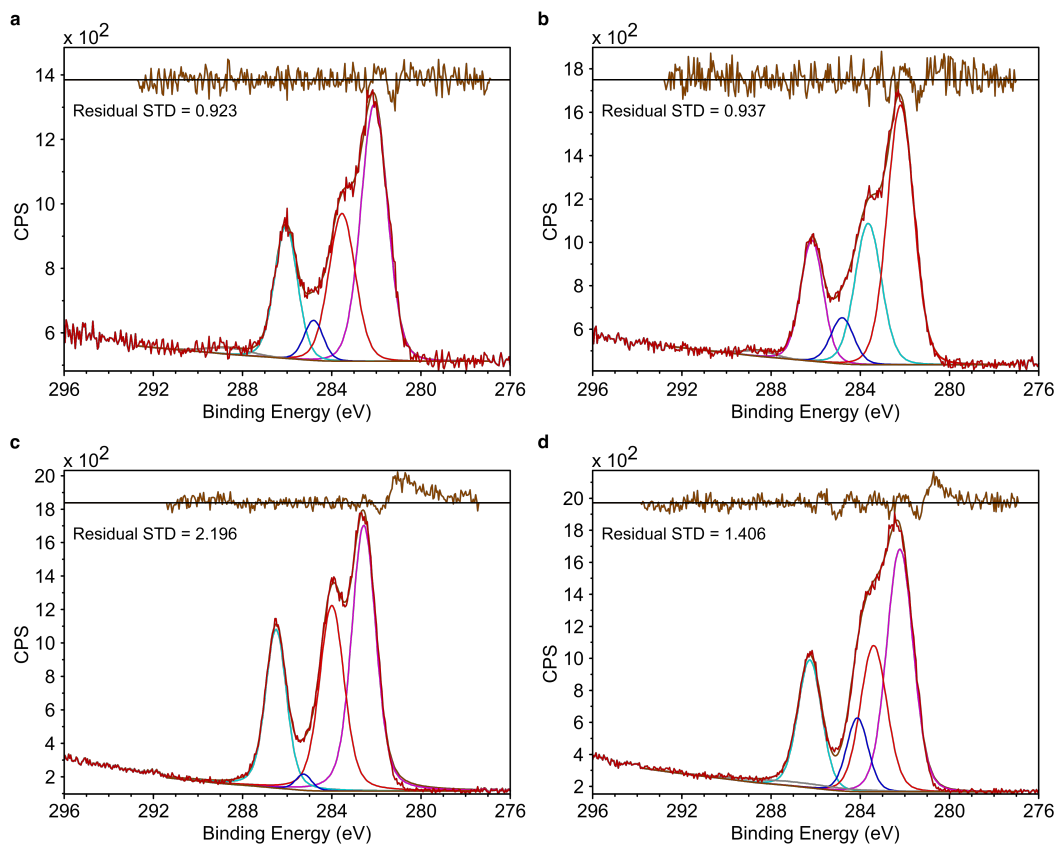 a
x 10²
14
12
10
8
6
CPS
Residual STD = 0.923
296 292 288 284 280 276
Binding Energy (eV)
b
x 10²
18
16
14
12
10
8
6
CPS
Residual STD = 0.937
296 292 288 284 280 276
Binding Energy (eV)
c
x 10²
20
18
16
14
12
10
8
6
4
2
CPS
Residual STD = 2.196
296 292 288 284 280 276
Binding Energy (eV)
d
x 10²
20
18
16
14
12
10
8
6
4
2
CPS
Residual STD = 1.406
296 292 288 284 280 276
Binding Energy (eV)